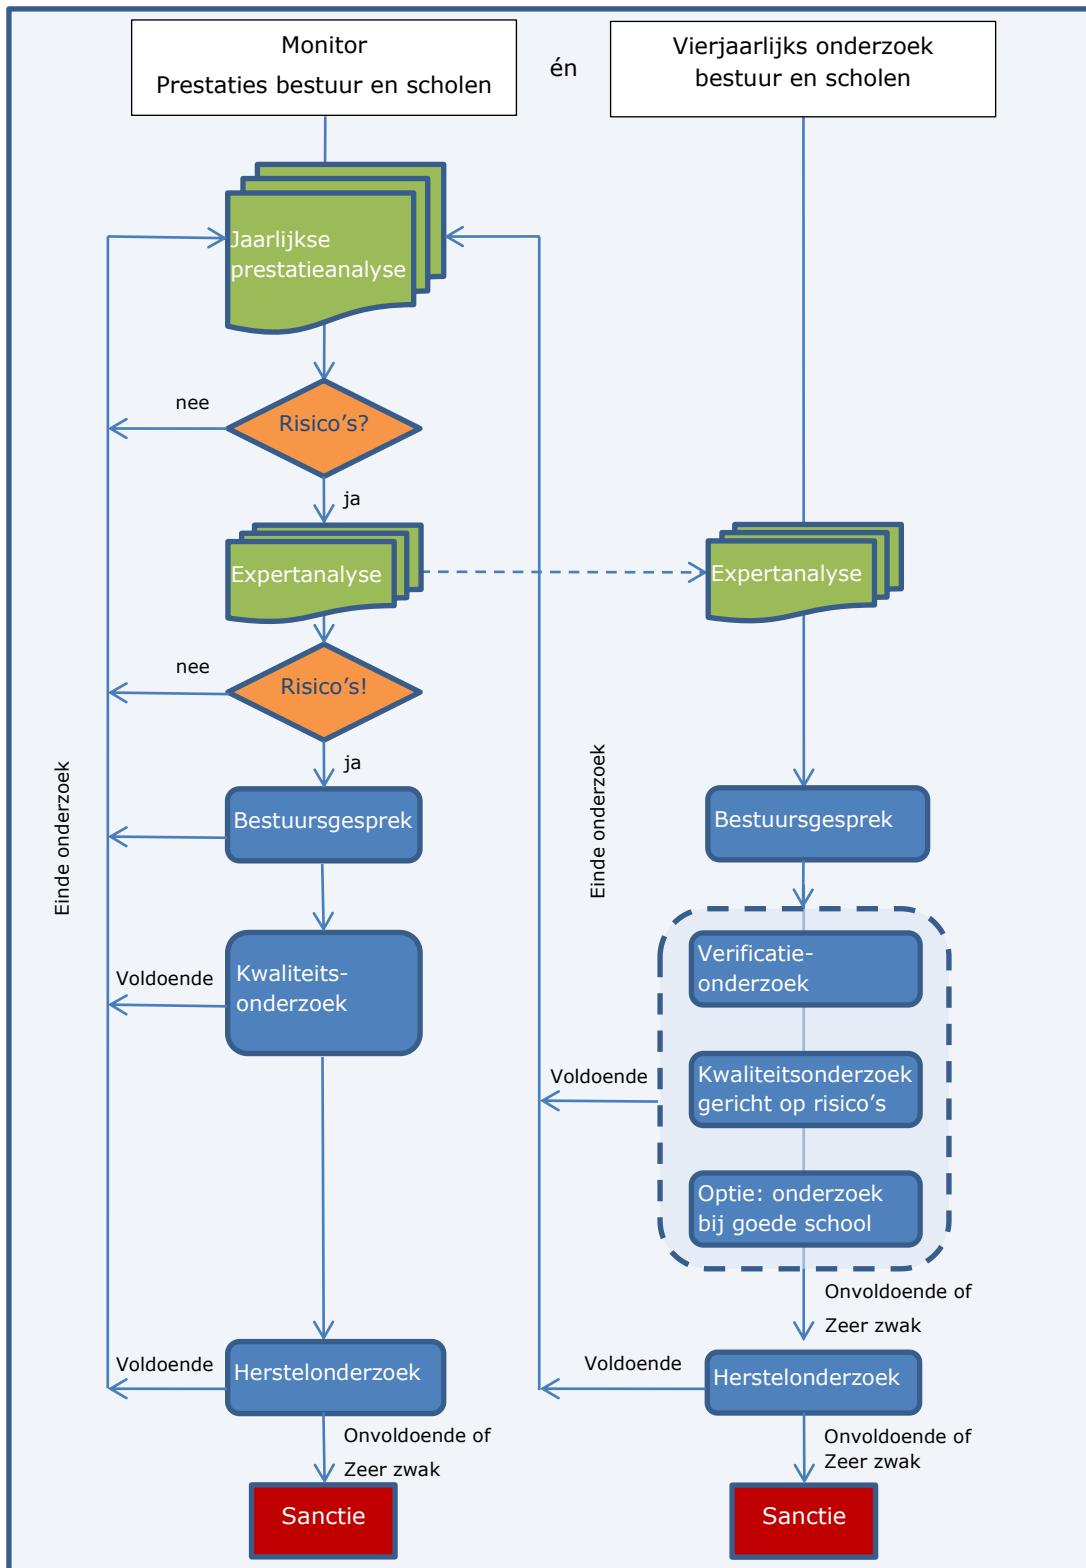 Monitor
Prestaties bestuur en scholen
én
Vierjaarlijks onderzoek
bestuur en scholen
Jaarlijkse
prestatieanalyse
nee
Risico's?
ja
Expertanalyse
Expertanalyse
nee
Risico's!
ja
Einde onderzoek
Einde onderzoek
Bestuursgesprek
Bestuursgesprek
Voldoende
Kwaliteits-
onderzoek
Verificatie-
onderzoek
Voldoende
Kwaliteitsonderzoek
gericht op risico's
Optie: onderzoek
bij goede school
Onvoldoende of
Zeer zwak
Voldoende
Herstelonderzoek
Voldoende
Herstelonderzoek
Onvoldoende of
Zeer zwak
Onvoldoende of
Zeer zwak
Sanctie
Sanctie